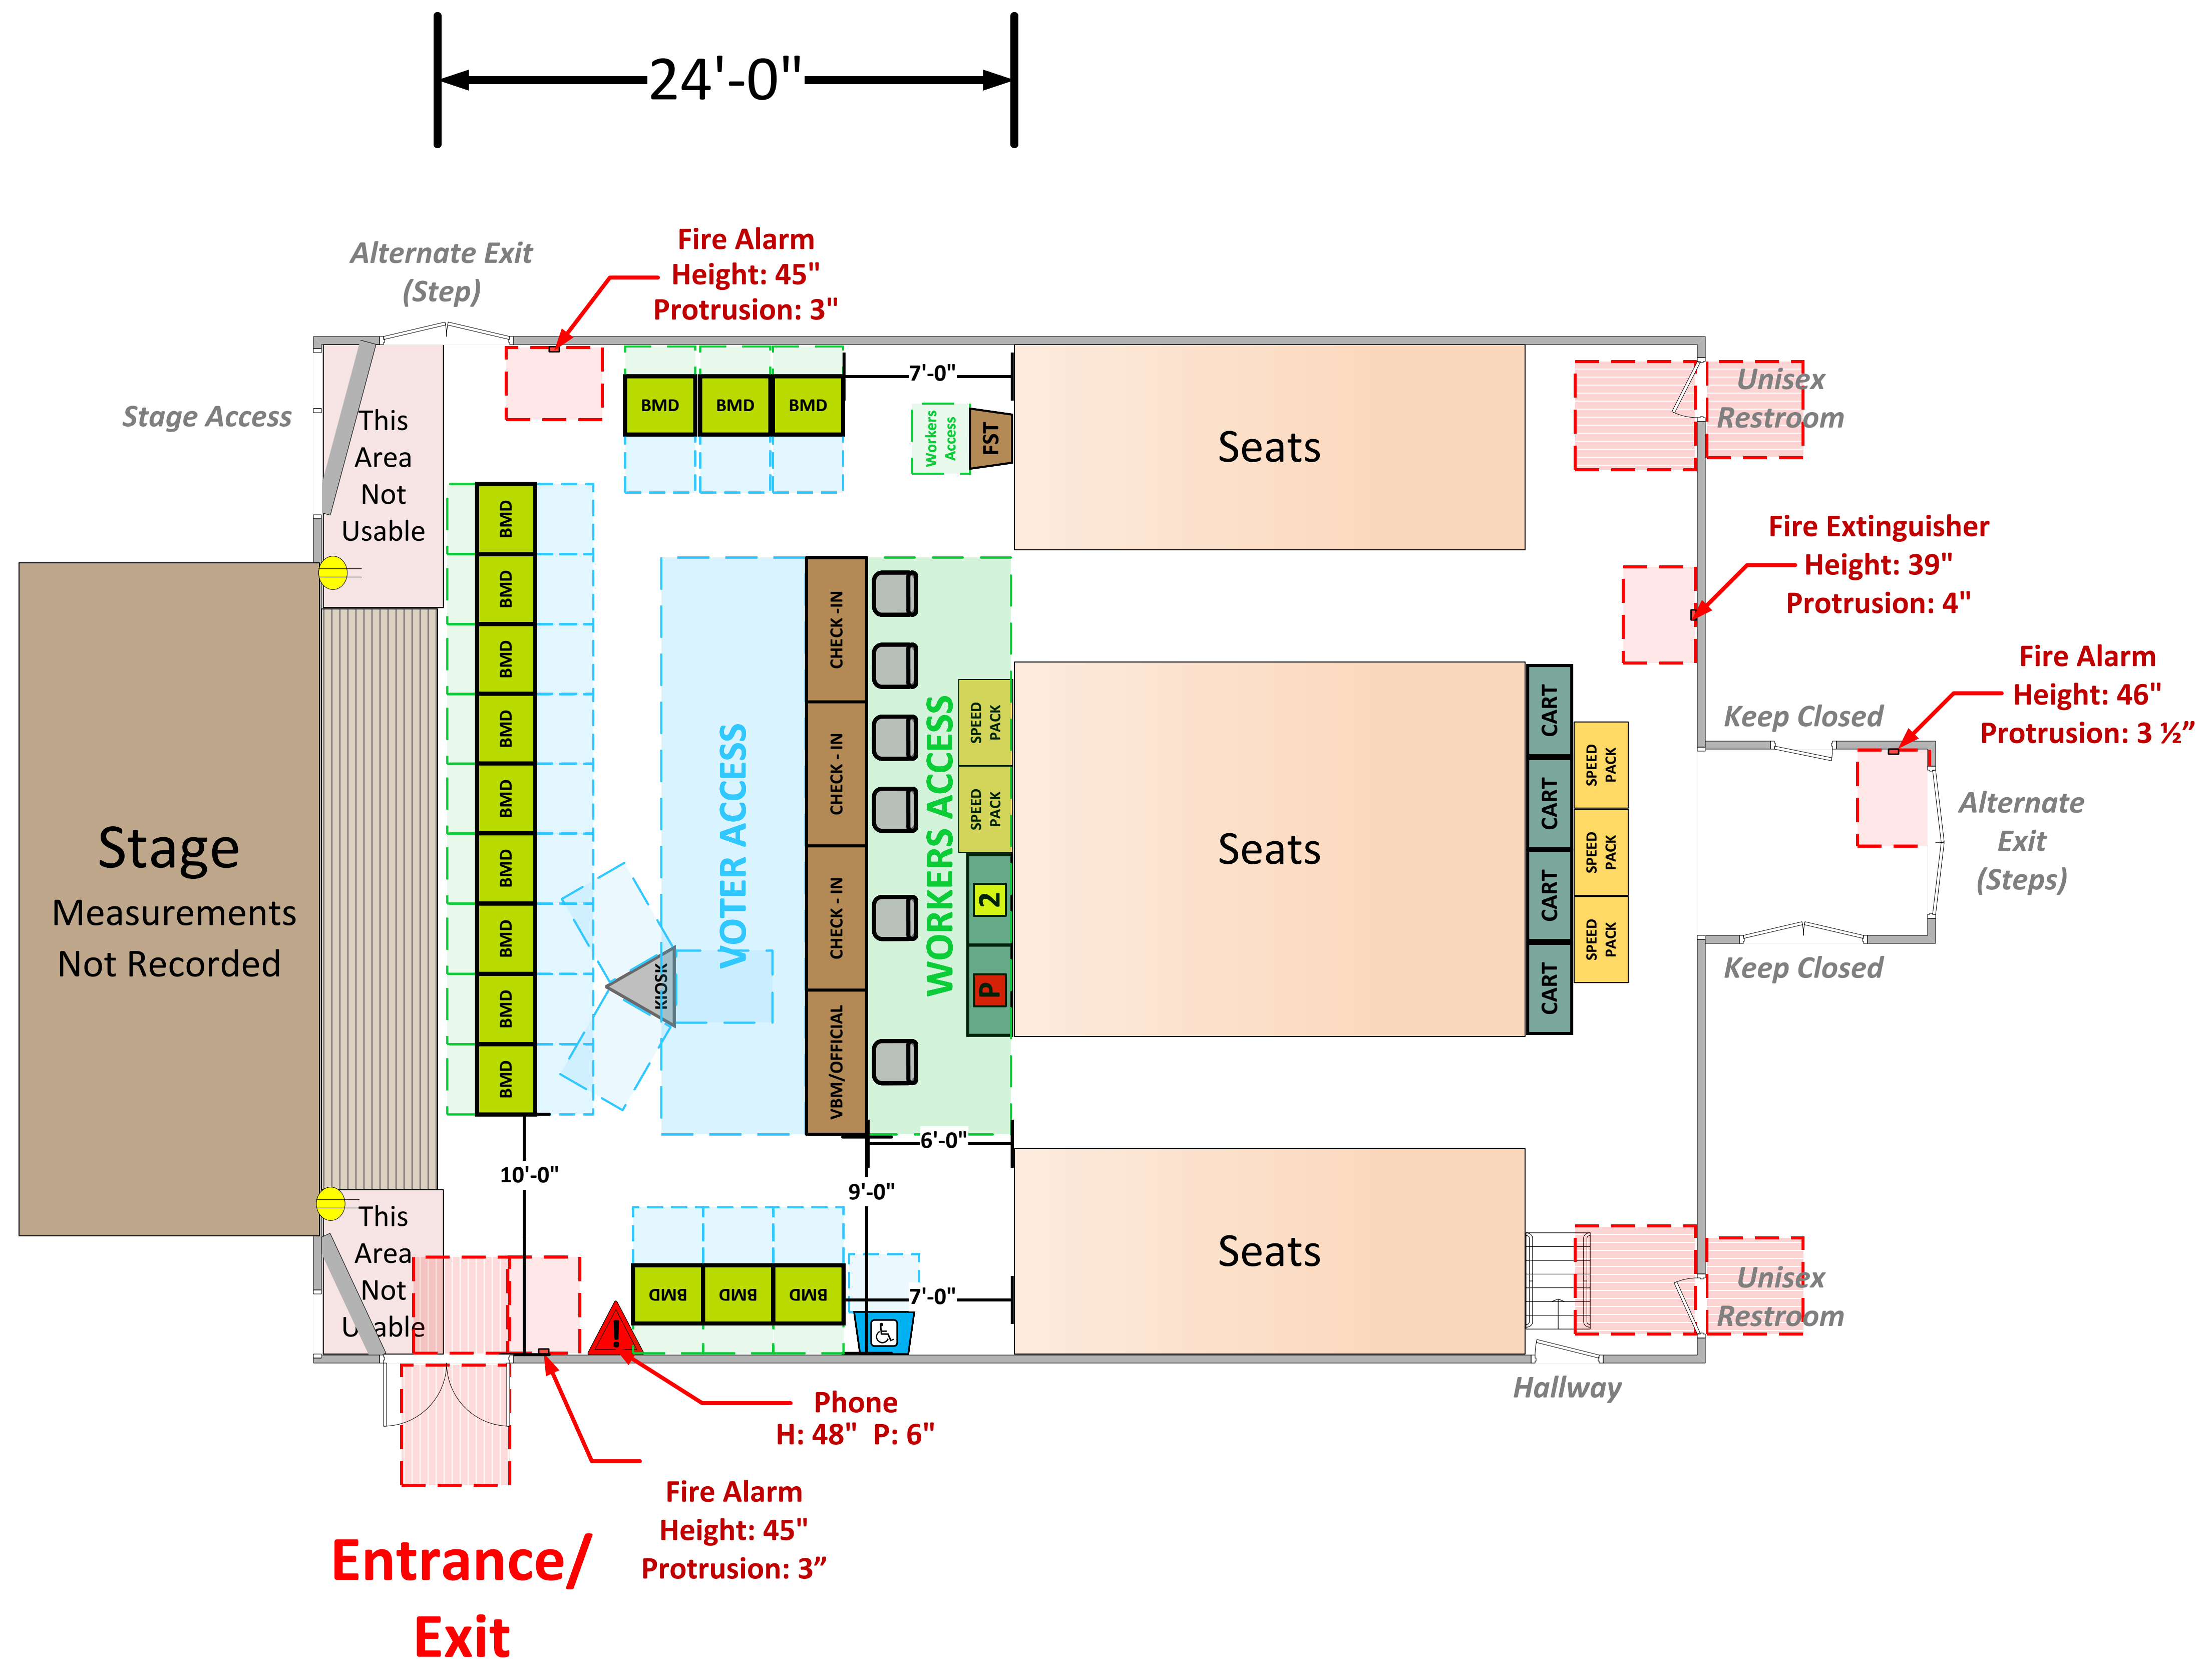 24'-0"
Alternate Exit
(Step)
Fire Alarm
Height: 45"
Protrusion: 3"
Stage Access
This
Area
Not
Usable
BMD
BMD
BMD
7'-0"
Workers
Access
FST
Seats
Unisex
Restroom
Fire Extinguisher
Height: 39"
Protrusion: 4"
Fire Alarm
Height: 46"
Protrusion: 3 ½”
Keep Closed
Alternate
Exit
(Steps)
Keep Closed
BMD
BMD
BMD
BMD
BMD
BMD
BMD
BMD
BMD
Stage
Measurements
Not Recorded
KIOSK
VOTER ACCESS
CHECK -IN
CHECK - IN
CHECK - IN
VBM/OFFICIAL
WORKERS ACCESS
SPEED
PACK
SPEED
PACK
2
P
Seats
CART
CART
CART
CART
SPEED
PACK
SPEED
PACK
SPEED
PACK
6'-0"
10'-0"
9'-0"
This
Area
Not
Usable
!
BMD
BMD
BMD
7'-0"
Seats
Unisex
Restroom
Hallway
Phone
H: 48"  P: 6"
Fire Alarm
Height: 45"
Protrusion: 3”
Entrance/
Exit